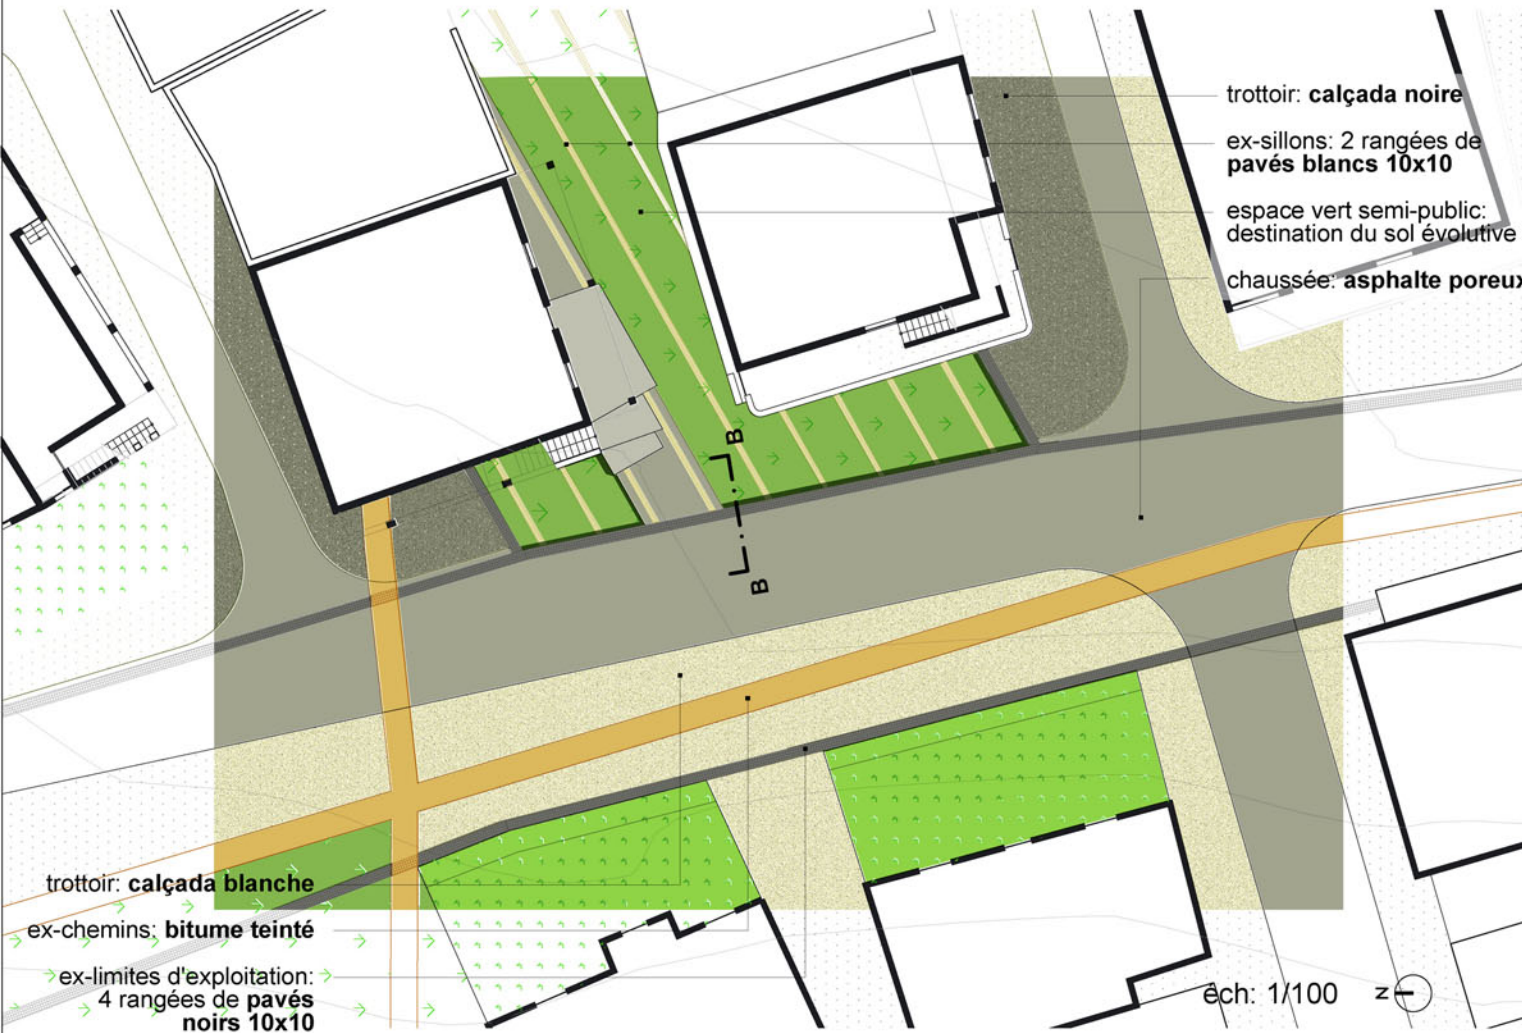 trottoir: calçada noire
ex-sillons: 2 rangées de
pavés blancs 10x10
espace vert semi-public:
destination du sol évolutive
chaussée: asphalte poreux
B
B
trottoir: calçada blanche
ex-chemins: bitume teinté
ex-limites d'exploitation:
4 rangées de pavés
noirs 10x10
éch: 1/100
N